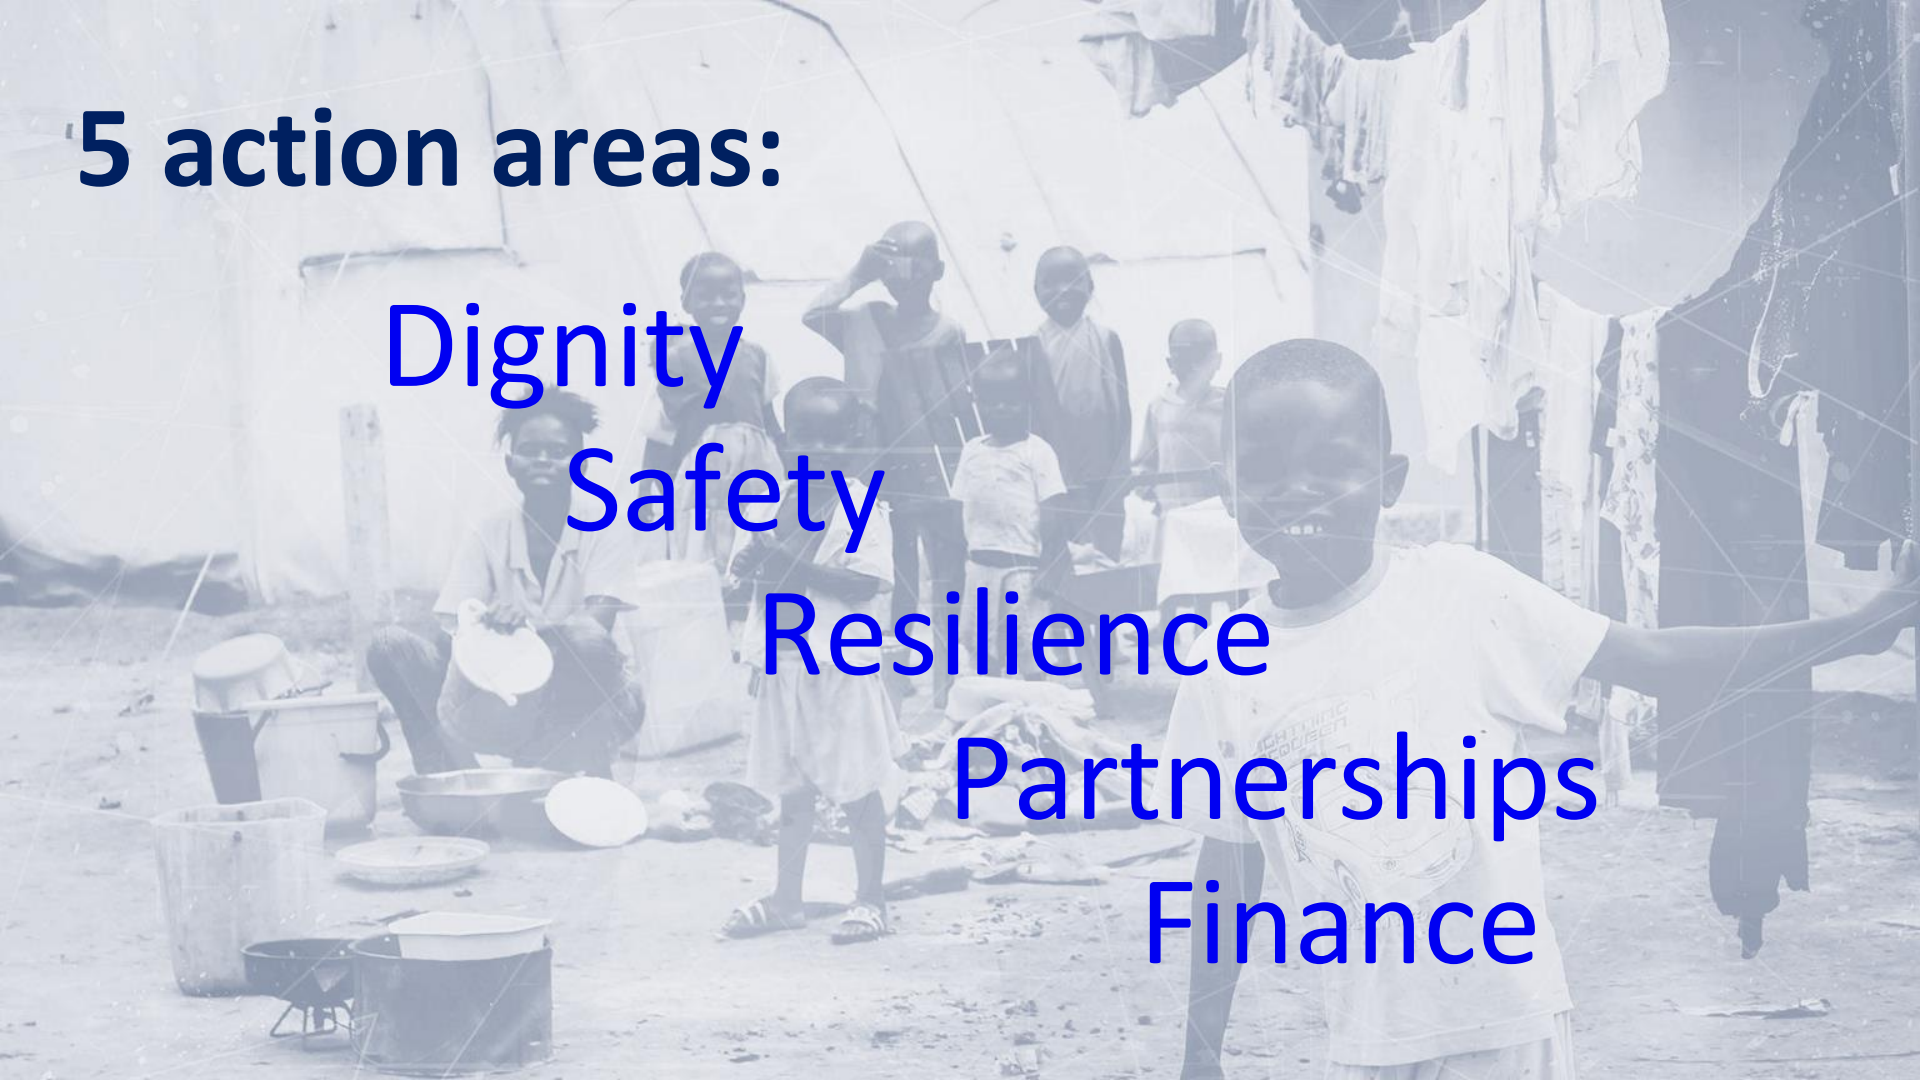 5 action areas:
Dignity
Safety
Resilience
Partnerships
Finance